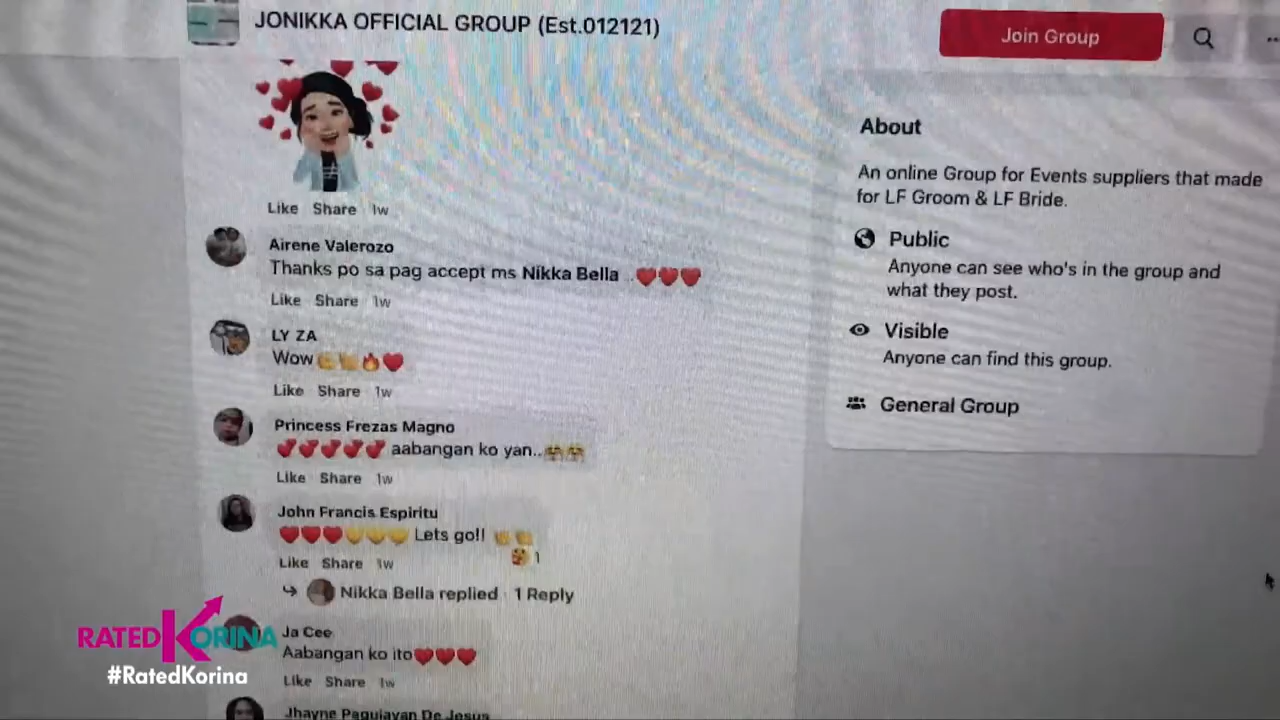 JONIKKA OFFICIAL GROUP (Est.012121)
Join Group
Like Share 1w
Airene Valerozo
Thanks po sa pag accept ms Nikka Bella ..❤❤❤
Like Share 1w
LY ZA
Wow👏👏🔥❤
Like Share 1w
Princess Frezas Magno
💕💕💕💕💕 aabangan ko yan..
Like Share 1w
John Francis Espiritu
❤❤❤💛💛💛 Lets go!! 👏👏
1
Like Share 1w
Nikka Bella replied · 1 Reply
Ja Cee
Aabangan ko ito❤❤❤
Like Share 1w
Jhayne Paguiayan De Jesus
About
An online Group for Events suppliers that made
for LF Groom & LF Bride.
Public
Anyone can see who's in the group and
what they post.
Visible
Anyone can find this group.
General Group
RATED KORINA
#RatedKorina